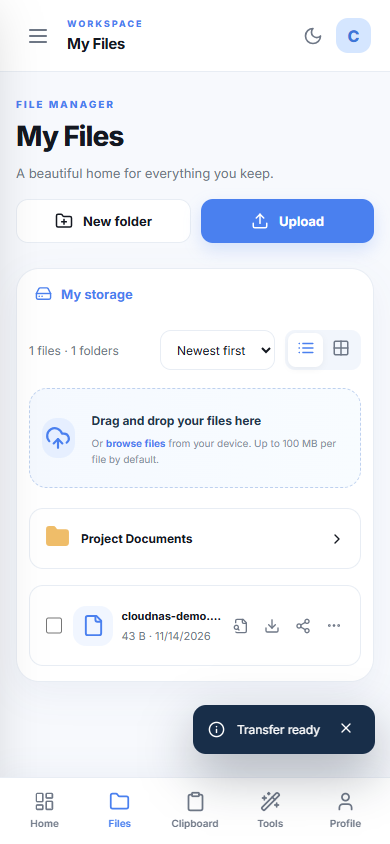 WORKSPACE
My Files
C
FILE MANAGER
My Files
A beautiful home for everything you keep.
New folder
Upload
My storage
1 files · 1 folders
Newest first
Drag and drop your files here
Or browse files from your device. Up to 100 MB per
file by default.
Project Documents
cloudnas-demo....
43 B · 11/14/2026
Transfer ready
Home
Files
Clipboard
Tools
Profile